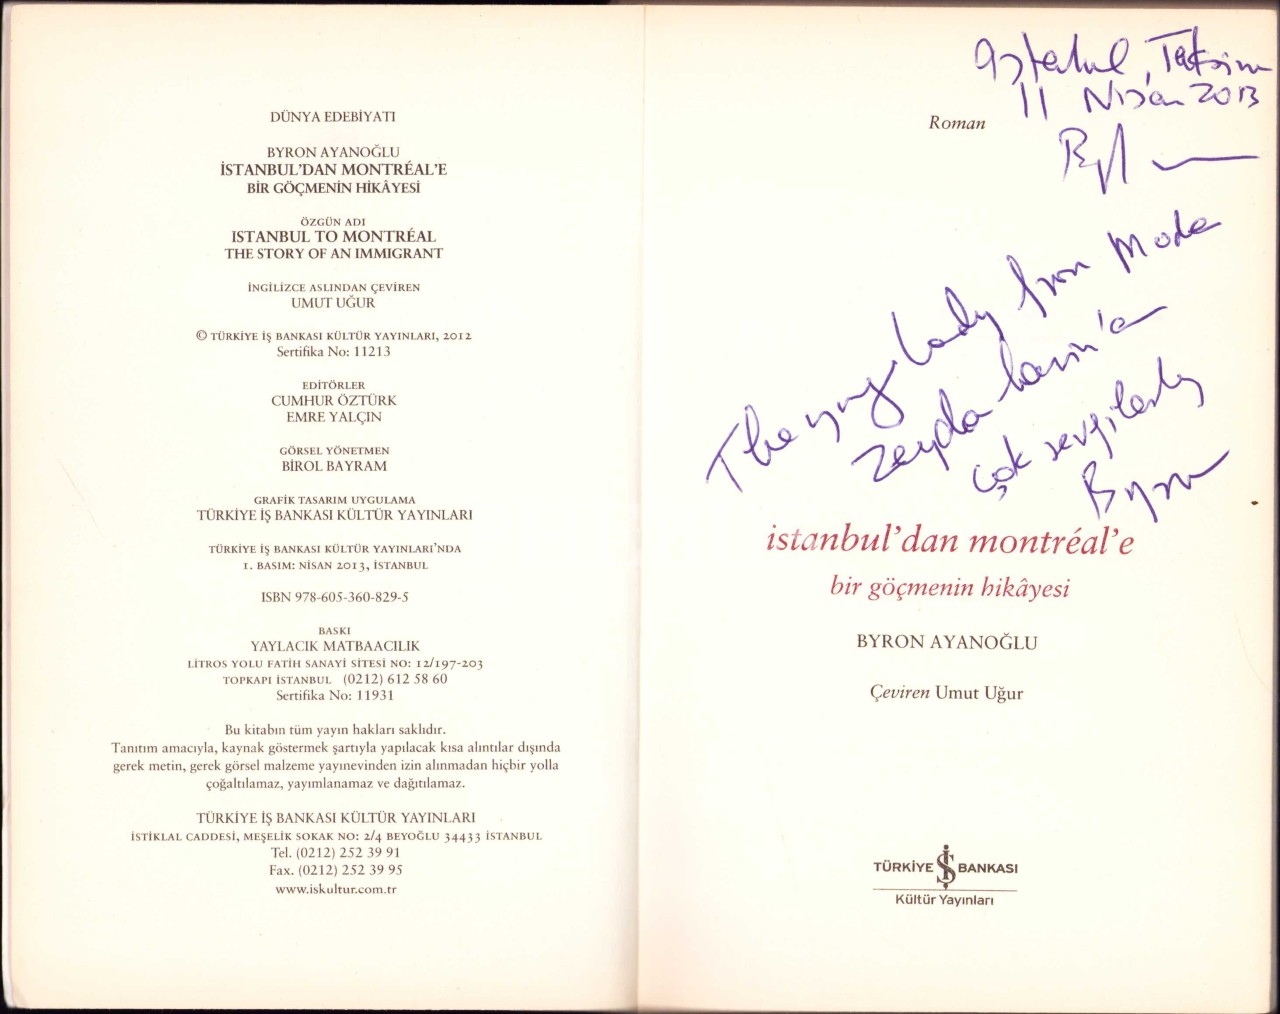 DÜNYA EDEBİYATI
BYRON AYANOĞLU
İSTANBUL'DAN MONTRÉAL'E
BİR GÖÇMENİN HİKÂYESİ
ÖZGÜN ADI
ISTANBUL TO MONTRÉAL
THE STORY OF AN IMMIGRANT
İNGİLİZCE ASLINDAN ÇEVİREN
UMUT UĞUR
© TÜRKİYE İŞ BANKASI KÜLTÜR YAYINLARI, 2012
Sertifika No: 11213
EDİTÖRLER
CUMHUR ÖZTÜRK
EMRE YALÇIN
GÖRSEL YÖNETMEN
BİROL BAYRAM
GRAFİK TASARIM UYGULAMA
TÜRKİYE İŞ BANKASI KÜLTÜR YAYINLARI
TÜRKİYE İŞ BANKASI KÜLTÜR YAYINLARI'NDA
1. BASIM: NİSAN 2013, İSTANBUL
ISBN 978-605-360-829-5
BASKI
YAYLACIK MATBAACILIK
LİTROS YOLU FATİH SANAYİ SİTESİ NO: 12/197-203
TOPKAPI İSTANBUL (0212) 612 58 60
Sertifika No: 11931
Bu kitabın tüm yayın hakları saklıdır.
Tanıtım amacıyla, kaynak göstermek şartıyla yapılacak kısa alıntılar dışında
gerek metin, gerek görsel malzeme yayınevinden izin alınmadan hiçbir yolla
çoğaltılamaz, yayımlanamaz ve dağıtılamaz.
TÜRKİYE İŞ BANKASI KÜLTÜR YAYINLARI
İSTİKLAL CADDESİ, MEŞELİK SOKAK NO: 2/4 BEYOĞLU 34433 İSTANBUL
Tel. (0212) 252 39 91
Fax. (0212) 252 39 95
www.iskultur.com.tr
Istanbul, Taksim
11 Nisan 2013
Roman
The young lady from Moda
Zeyda hanım'a
çok sevgilerle
Byron
istanbul'dan montréal'e
bir göçmenin hikâyesi
BYRON AYANOĞLU
Çeviren Umut Uğur
TÜRKİYE İŞ BANKASI
Kültür Yayınları